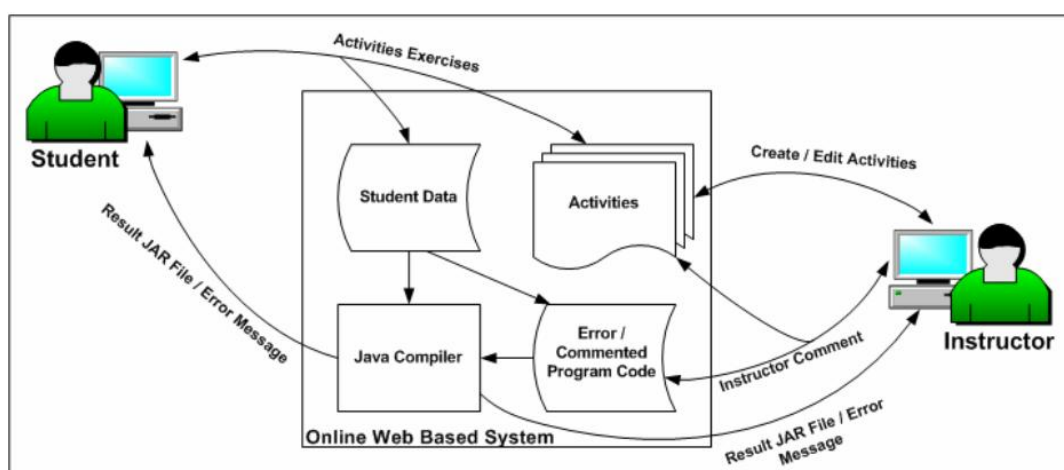 Activities Exercises
Student
Student Data
Activities
Create / Edit Activities
Result JAR File / Error Message
Java Compiler
Error /
Commented
Program Code
Instructor
Instructor Comment
Online Web Based System
Result JAR File / Error
Message